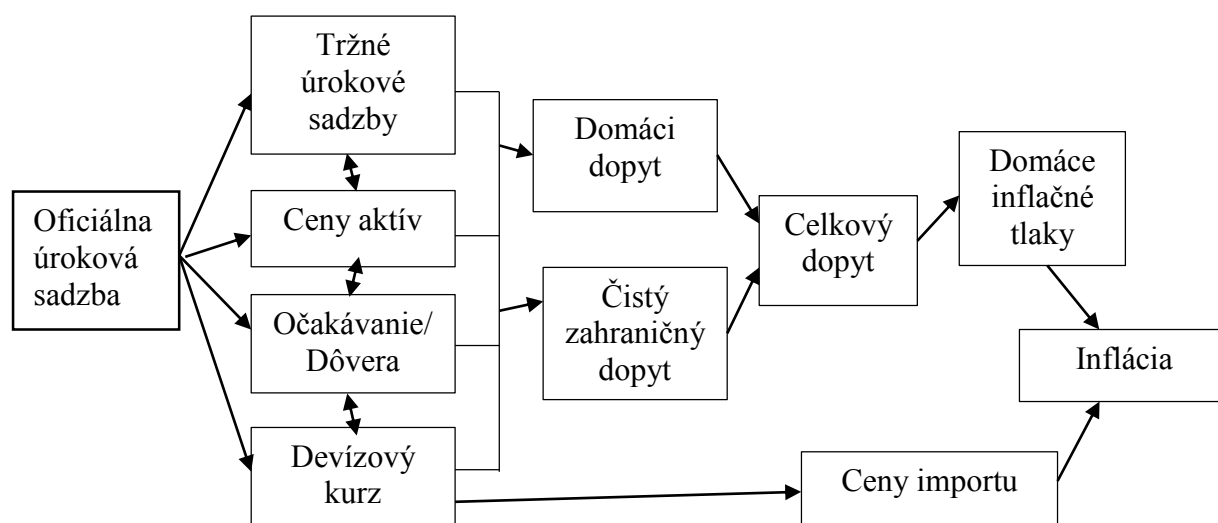 Oficiálna
úroková
sadzba
Tržné
úrokové
sadzby
Ceny aktív
Očakávanie/
Dôvera
Devízový
kurz
Domáci
dopyt
Čistý
zahraničný
dopyt
Celkový
dopyt
Domáce
inflačné
tlaky
Ceny importu
Inflácia